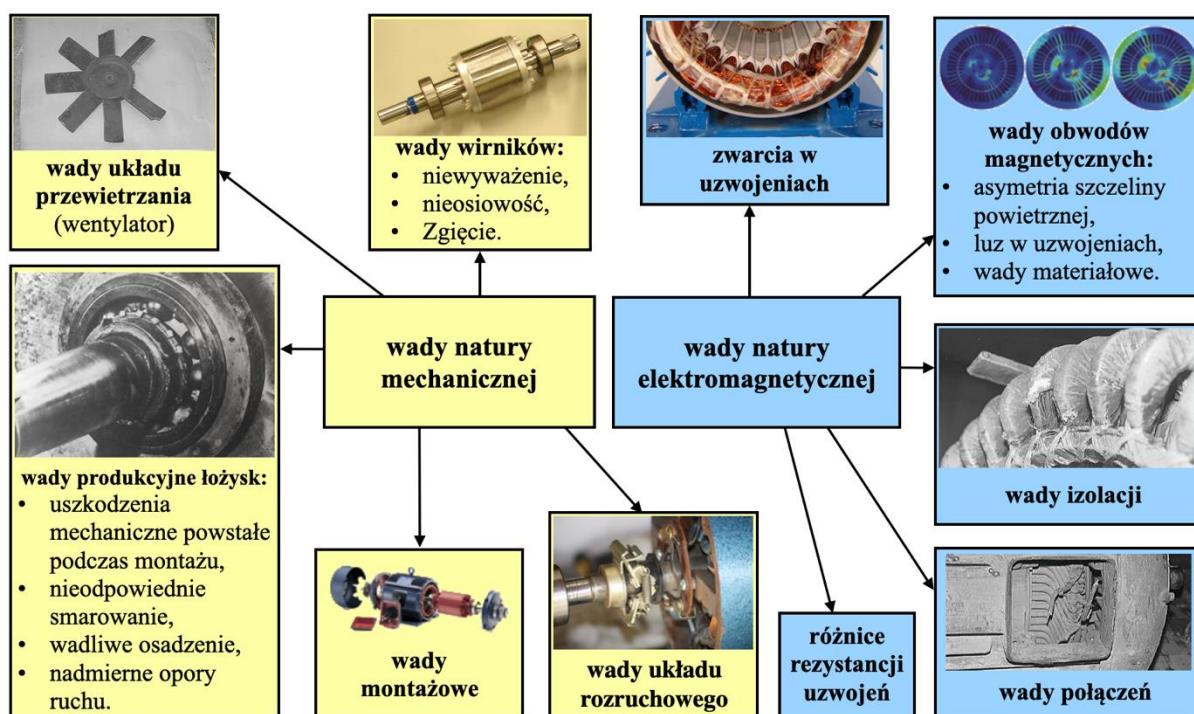 wady układu
przewietrzania
(wentylator)
wady wirników:
• niewyważenie,
• nieosiowość,
• Zgięcie.
zwarcia w
uzwojeniach
wady obwodów
magnetycznych:
• asymetria szczeliny
powietrznej,
• luz w uzwojeniach,
• wady materiałowe.
wady natury
mechanicznej
wady natury
elektromagnetycznej
wady produkcyjne łożysk:
• uszkodzenia
mechaniczne powstałe
podczas montażu,
• nieodpowiednie
smarowanie,
• wadliwe osadzenie,
• nadmierne opory
ruchu.
wady
montażowe
wady układu
rozruchowego
różnice
rezystancji
uzwojeń
wady izolacji
wady połączeń